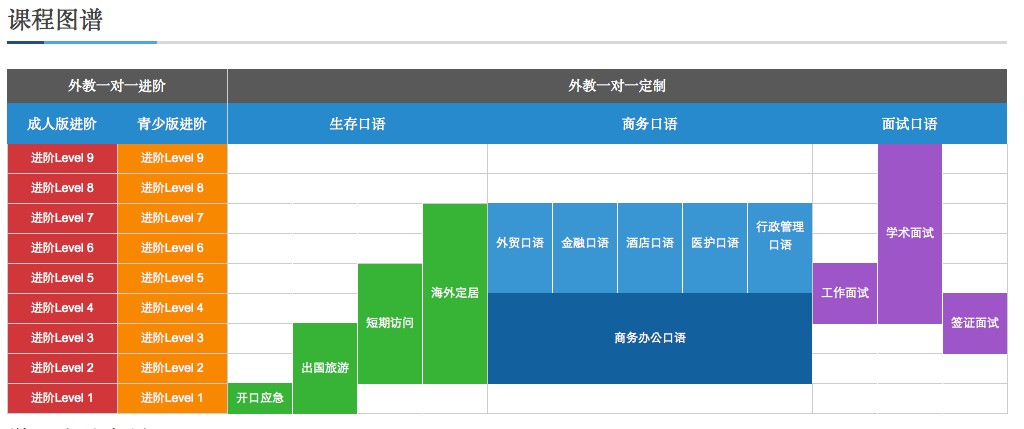 课程图谱
外教一对一进阶
外教一对一定制
成人版进阶
青少版进阶
生存口语
商务口语
面试口语
进阶Level 9
进阶Level 9
进阶Level 8
进阶Level 8
进阶Level 7
进阶Level 7
进阶Level 6
进阶Level 6
进阶Level 5
进阶Level 5
进阶Level 4
进阶Level 4
进阶Level 3
进阶Level 3
进阶Level 2
进阶Level 2
进阶Level 1
进阶Level 1
开口应急
出国旅游
短期访问
海外定居
外贸口语
金融口语
酒店口语
医护口语
行政管理
口语
商务办公口语
工作面试
学术面试
签证面试